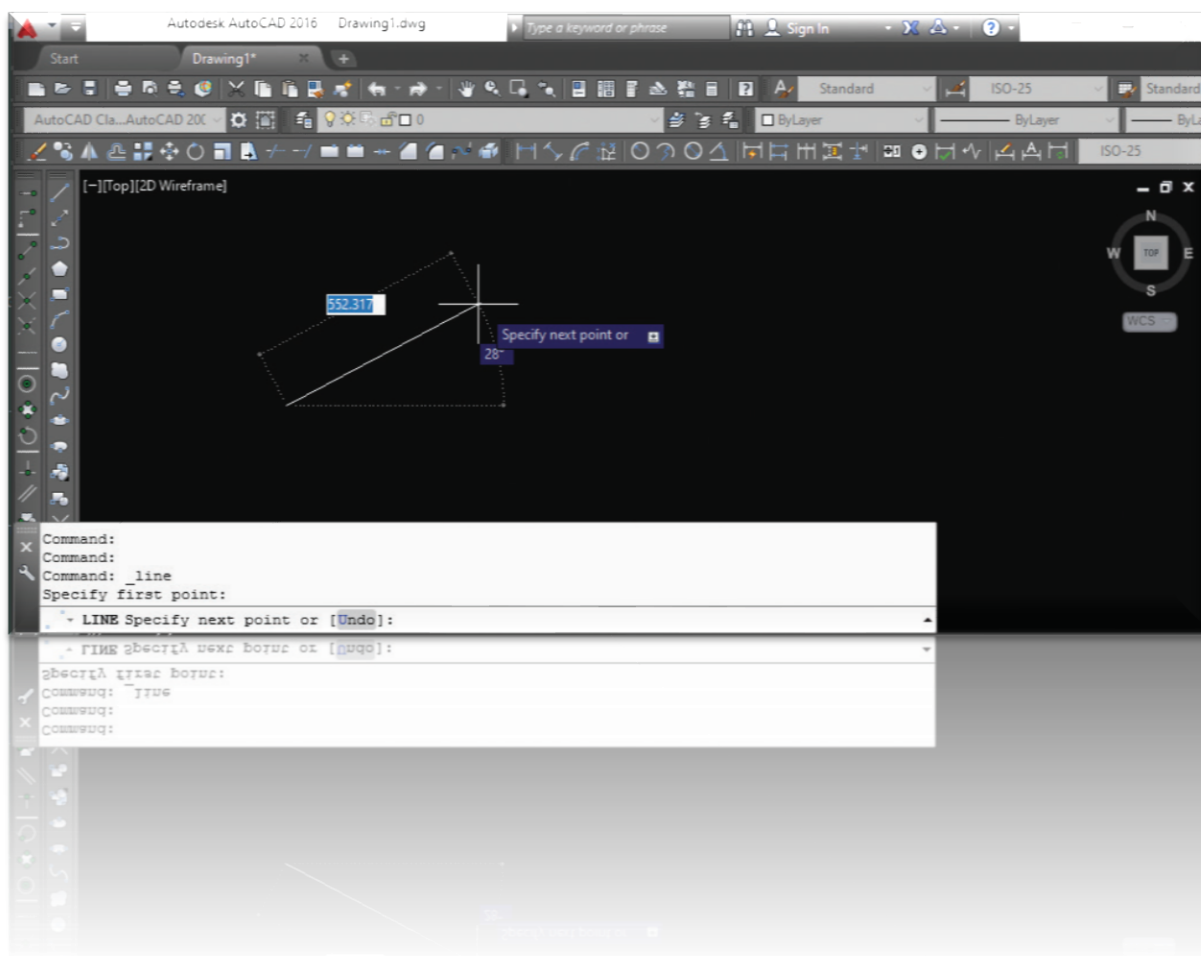 Autodesk AutoCAD 2016 Drawing1.dwg Type a keyword or phrase Sign In ?
Start Drawing1* +
Standard ISO-25 Standard
AutoCAD Cla...AutoCAD 20 0 ByLayer ByLayer
ISO-25
[−][Top][2D Wireframe]
N
W TOP E
S
WCS
552.317
Specify next point or
28°
Command:
Command:
Command: _line
Specify first point:
LINE Specify next point or [Undo]: